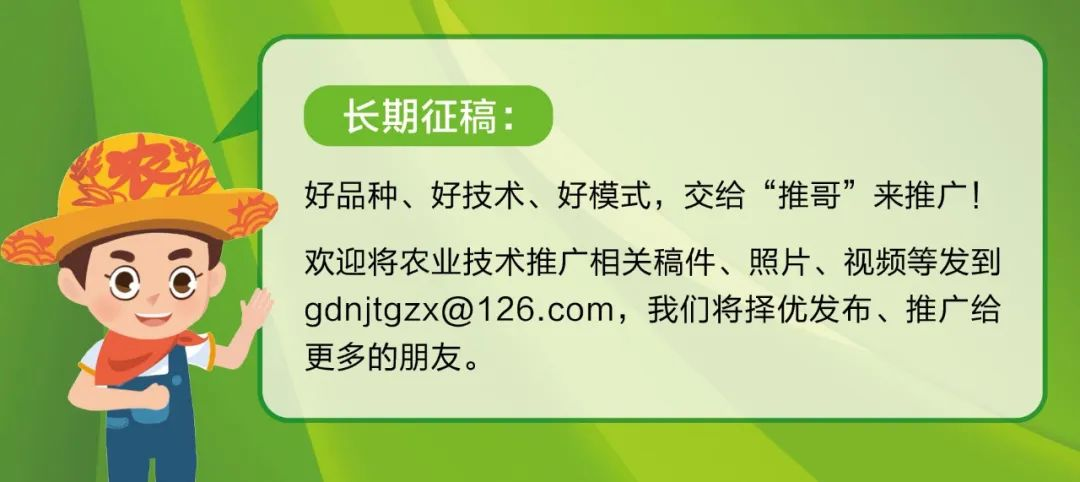 农
长期征稿：
好品种、好技术、好模式，交给“推哥”来推广！
欢迎将农业技术推广相关稿件、照片、视频等发到
gdnjtgzx@126.com，我们将择优发布、推广给
更多的朋友。